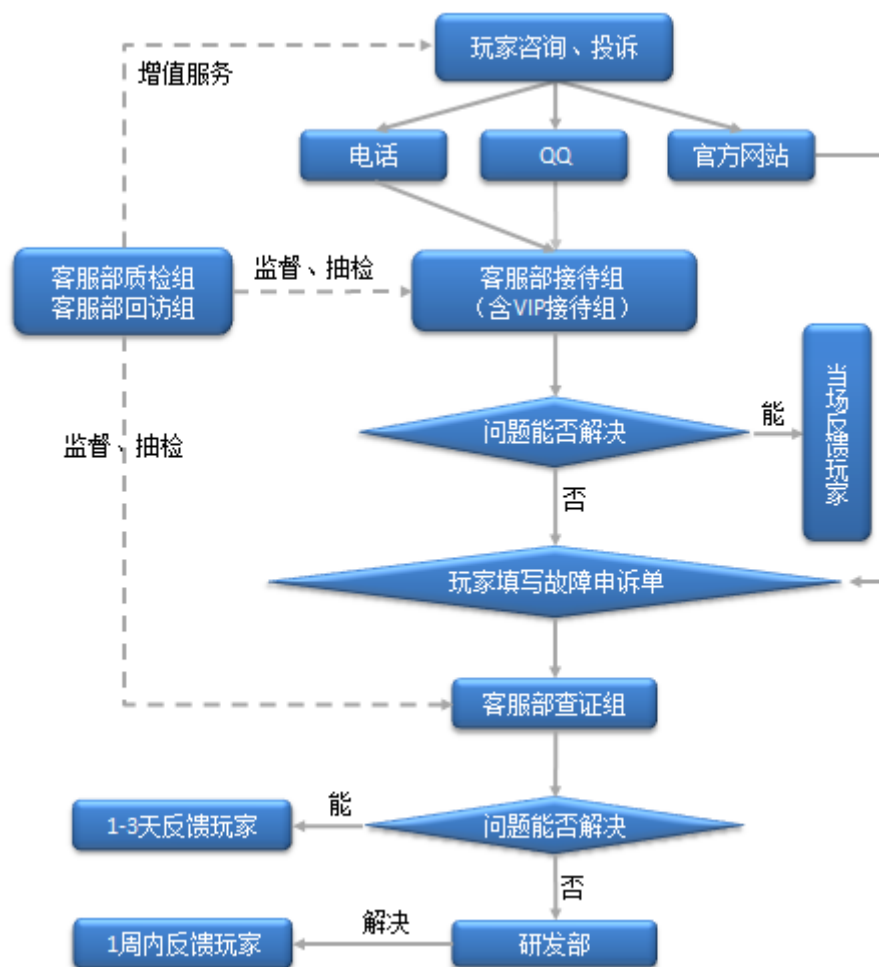 玩家咨询、投诉
增值服务
电话
QQ
官方网站
客服部质检组
客服部回访组
监督、抽检
客服部接待组
（含VIP接待组）
问题能否解决
能
当场反馈玩家
监督、抽检
否
玩家填写故障申诉单
客服部查证组
1-3天反馈玩家
能
问题能否解决
否
1周内反馈玩家
解决
研发部